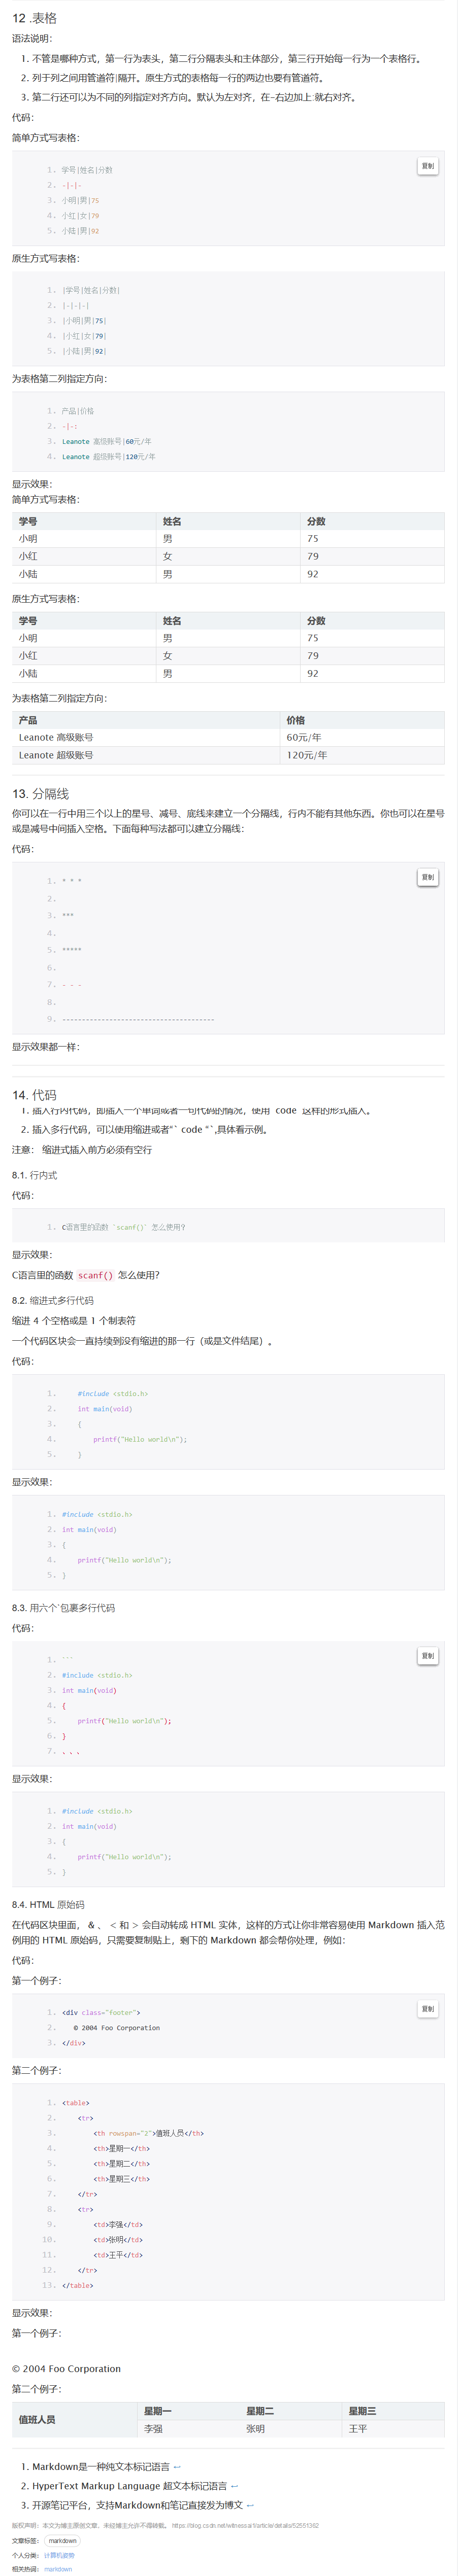 12 .表格
语法说明：
1. 不管是哪种方式，第一行为表头，第二行分隔表头和主体部分，第三行开始每一行为一个表格行。
2. 列于列之间用管道符|隔开。原生方式的表格每一行的两边也要有管道符。
3. 第二行还可以为不同的列指定对齐方向。默认为左对齐，在-右边加上:就右对齐。
代码：
简单方式写表格：
复制
1. 学号|姓名|分数
2. -|-|-
3. 小明|男|75
4. 小红|女|79
5. 小陆|男|92
原生方式写表格：
1. |学号|姓名|分数|
2. |-|-|-|
3. |小明|男|75|
4. |小红|女|79|
5. |小陆|男|92|
为表格第二列指定方向：
1. 产品|价格
2. -|-:
3. Leanote 高级账号|60元/年
4. Leanote 超级账号|120元/年
显示效果：
简单方式写表格：
学号 姓名 分数
小明 男 75
小红 女 79
小陆 男 92
原生方式写表格：
学号 姓名 分数
小明 男 75
小红 女 79
小陆 男 92
为表格第二列指定方向：
产品 价格
Leanote 高级账号 60元/年
Leanote 超级账号 120元/年
13. 分隔线
你可以在一行中用三个以上的星号、减号、底线来建立一个分隔线，行内不能有其他东西。你也可以在星号
或是减号中间插入空格。下面每种写法都可以建立分隔线：
代码：
复制
1. * * *
2.
3. ***
4.
5. *****
6.
7. - - -
8.
9. ---------------------------------------
显示效果都一样：
14. 代码
1. 插入行内代码，即插入一个单词或者一句代码的情况，使用 `code` 这样的形式插入。
2. 插入多行代码，可以使用缩进或者“` code “`,具体看示例。
注意： 缩进式插入前方必须有空行
8.1. 行内式
代码：
1. C语言里的函数 `scanf()` 怎么使用？
显示效果：
C语言里的函数 scanf() 怎么使用？
8.2. 缩进式多行代码
缩进 4 个空格或是 1 个制表符
一个代码区块会一直持续到没有缩进的那一行（或是文件结尾）。
代码：
1. #include <stdio.h>
2. int main(void)
3. {
4. printf("Hello world\n");
5. }
显示效果：
1. #include <stdio.h>
2. int main(void)
3. {
4. printf("Hello world\n");
5. }
8.3. 用六个`包裹多行代码
代码：
复制
1. ```
2. #include <stdio.h>
3. int main(void)
4. {
5. printf("Hello world\n");
6. }
7. 、、、
显示效果：
1. #include <stdio.h>
2. int main(void)
3. {
4. printf("Hello world\n");
5. }
8.4. HTML 原始码
在代码区块里面， & 、 < 和 > 会自动转成 HTML 实体，这样的方式让你非常容易使用 Markdown 插入范
例用的 HTML 原始码，只需要复制贴上，剩下的 Markdown 都会帮你处理，例如：
代码：
第一个例子：
复制
1. <div class="footer">
2. © 2004 Foo Corporation
3. </div>
第二个例子：
1. <table>
2. <tr>
3. <th rowspan="2">值班人员</th>
4. <th>星期一</th>
5. <th>星期二</th>
6. <th>星期三</th>
7. </tr>
8. <tr>
9. <td>李强</td>
10. <td>张明</td>
11. <td>王平</td>
12. </tr>
13. </table>
显示效果：
第一个例子：
© 2004 Foo Corporation
第二个例子：
值班人员 星期一 星期二 星期三
李强 张明 王平
1. Markdown是一种纯文本标记语言 ↩
2. HyperText Markup Language 超文本标记语言 ↩
3. 开源笔记平台，支持Markdown和笔记直接发为博文 ↩
版权声明：本文为博主原创文章，未经博主允许不得转载。 https://blog.csdn.net/witnessai1/article/details/52551362
文章标签： markdown
个人分类： 计算机姿势
相关热词： markdown